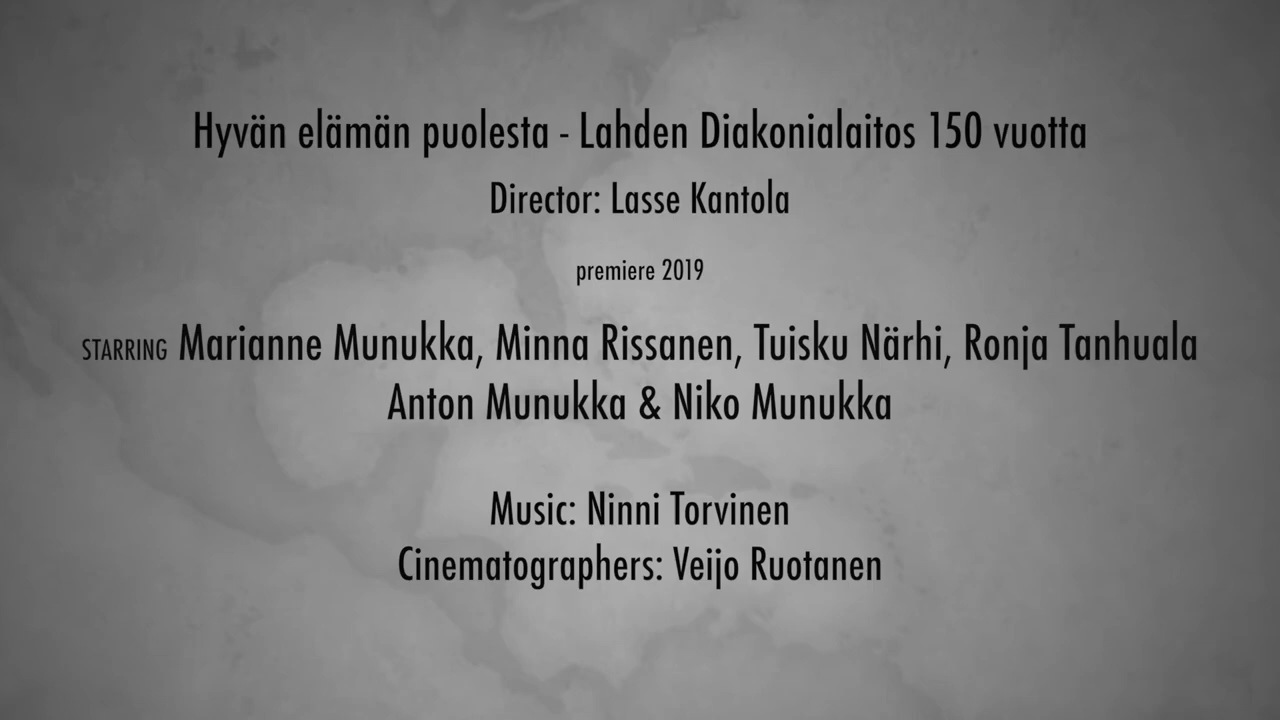 Hyvän elämän puolesta - Lahden Diakonialaitos 150 vuotta
Director: Lasse Kantola
premiere 2019
STARRING Marianne Munukka, Minna Rissanen, Tuisku Närhi, Ronja Tanhuala
Anton Munukka & Niko Munukka
Music: Ninni Torvinen
Cinematographers: Veijo Ruotanen